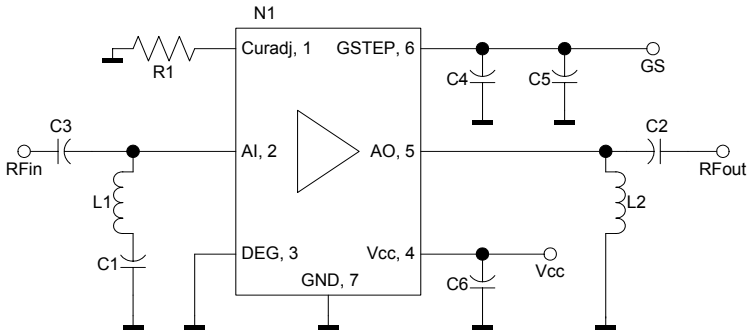 N1
Curadj, 1
GSTEP, 6
R1
C4
C5
GS
C3
C2
RFin
AI, 2
AO, 5
RFout
L1
L2
C1
DEG, 3
Vcc, 4
GND, 7
C6
Vcc